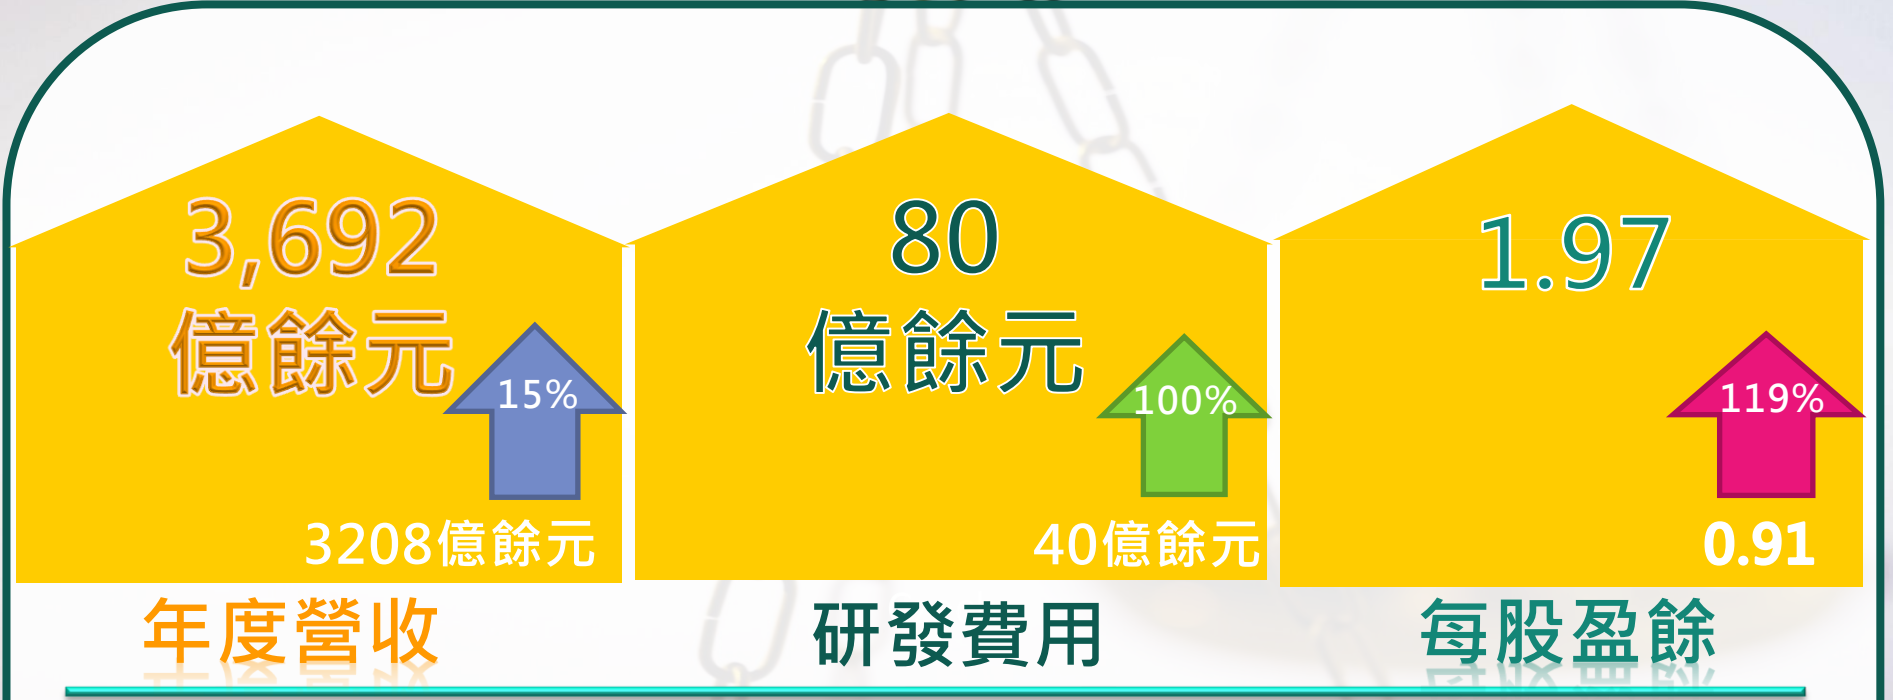 3,692
億餘元
15%
3208億餘元
年度營收
80
億餘元
100%
40億餘元
研發費用
1.97
119%
0.91
每股盈餘